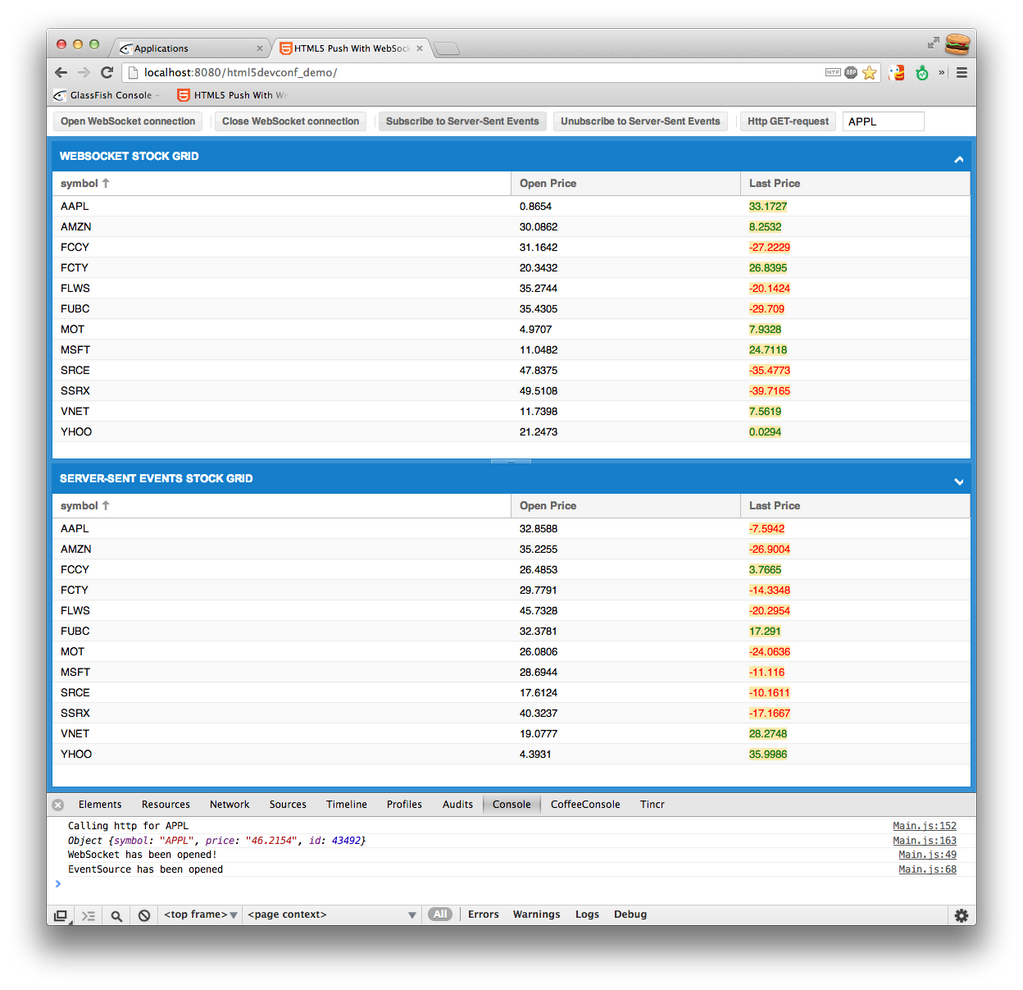 Applications
HTML5 Push With WebSock
localhost:8080/html5devconf_demo/
GlassFish Console - HTML5 Push With We
Open WebSocket connection Close WebSocket connection Subscribe to Server-Sent Events Unubscribe to Server-Sent Events Http GET-request APPL
WEBSOCKET STOCK GRID
symbol ↑ Open Price Last Price
AAPL 0.8654 33.1727
AMZN 30.0862 8.2532
FCCY 31.1642 -27.2229
FCTY 20.3432 26.8395
FLWS 35.2744 -20.1424
FUBC 35.4305 -29.709
MOT 4.9707 7.9328
MSFT 11.0482 24.7118
SRCE 47.8375 -35.4773
SSRX 49.5108 -39.7165
VNET 11.7398 7.5619
YHOO 21.2473 0.0294
SERVER-SENT EVENTS STOCK GRID
symbol ↑ Open Price Last Price
AAPL 32.8588 -7.5942
AMZN 35.2255 -26.9004
FCCY 26.4853 3.7665
FCTY 29.7791 -14.3348
FLWS 45.7328 -20.2954
FUBC 32.3781 17.291
MOT 26.0806 -24.0636
MSFT 28.6944 -11.116
SRCE 17.6124 -10.1611
SSRX 40.3237 -17.1667
VNET 19.0777 28.2748
YHOO 4.3931 35.9986
Elements Resources Network Sources Timeline Profiles Audits Console CoffeeConsole Tincr
Calling http for APPL Main.js:152
Object {symbol: "APPL", price: "46.2154", id: 43492} Main.js:163
WebSocket has been opened! Main.js:49
EventSource has been opened Main.js:68
<top frame> <page context> All Errors Warnings Logs Debug